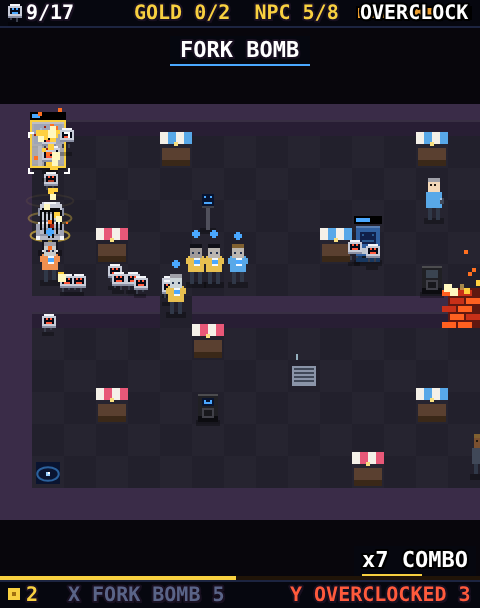 9/17 GOLD 0/2 NPC 5/8 OVERCLOCK
FORK BOMB
x7 COMBO
2 X FORK BOMB 5 Y OVERCLOCKED 3